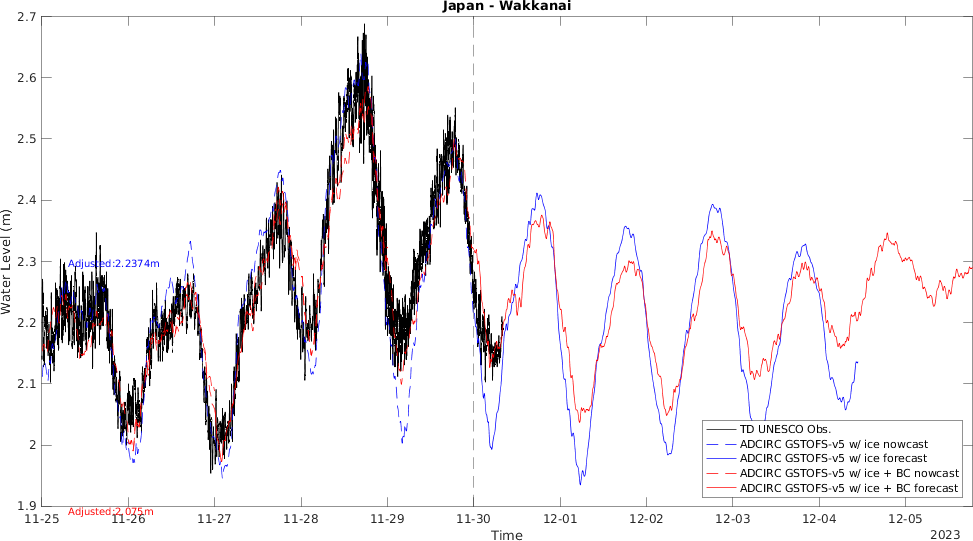 Japan - Wakkanai
2.7
2.6
2.5
2.4
2.3
2.2
2.1
2
1.9
Water Level (m)
Adjusted:2.2374m
Adjusted:2.075m
TD UNESCO Obs.
ADCIRC GSTOFS-v5 w/ ice nowcast
ADCIRC GSTOFS-v5 w/ ice forecast
ADCIRC GSTOFS-v5 w/ ice + BC nowcast
ADCIRC GSTOFS-v5 w/ ice + BC forecast
11-25 11-26 11-27 11-28 11-29 11-30 12-01 12-02 12-03 12-04 12-05
Time
2023